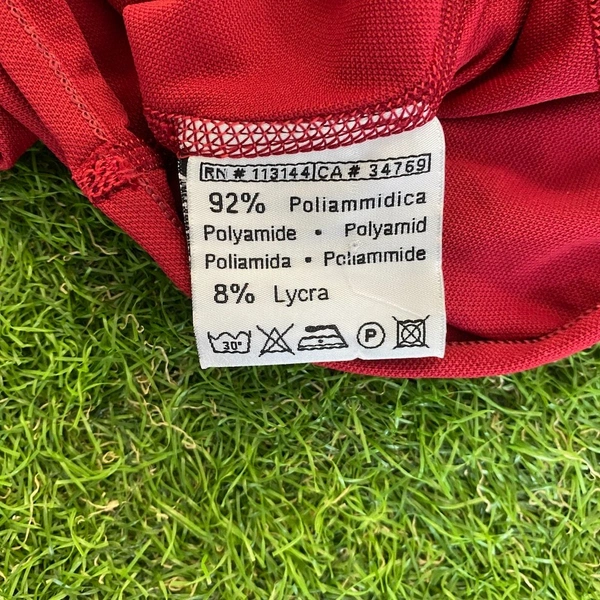 RN # 113144 CA # 34769
92% Poliammidica
Polyamide • Polyamid
Poliamida • Poliammide
8% Lycra
30°
P